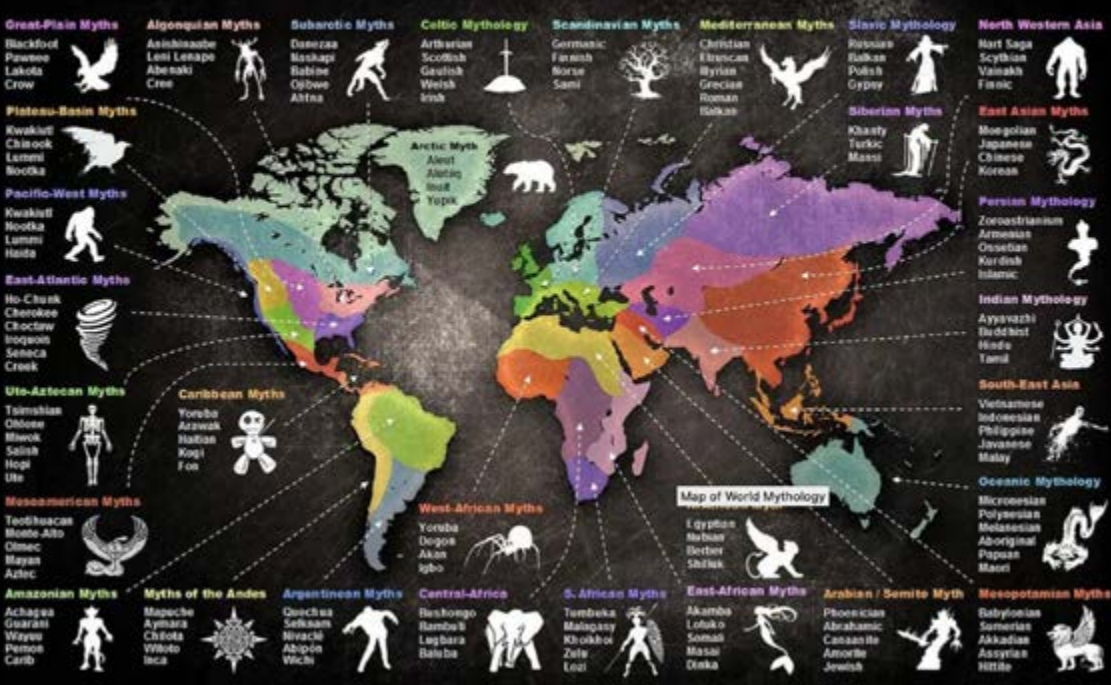 Great-Plain Myths
Blackfoot
Pawnee
Lakota
Crow
Algonquian Myths
Anishinaabe
Leni Lenape
Abenaki
Cree
Subarotic Myths
Danezaa
Naskapi
Babine
Ojibwe
Ahtna
Celtic Mythology
Arthurian
Scottish
Gaulish
Welsh
Irish
Scandinavian Myths
Germanic
Finnish
Norse
Sami
Mediterranean Myths
Christian
Etruscan
Illyrian
Grecian
Roman
Balkan
Slavic Mythology
Russian
Balkan
Polish
Gypsy
North Western Asia
Nart Saga
Scythian
Vainakh
Finnic
Plateau-Basin Myths
Kwakiutl
Chinook
Lummi
Nootka
Arctic Myth
Aleut
Alutiiq
Inuit
Yupik
Siberian Myths
Khanty
Turkic
Mansi
East Asian Myths
Mongolian
Japanese
Chinese
Korean
Pacific-West Myths
Kwakiutl
Nootka
Lummi
Haida
Persian Mythology
Zoroastrianism
Armenian
Ossetian
Kurdish
Islamic
East-Atlantic Myths
Ho-Chunk
Cherokee
Choctaw
Iroquois
Seneca
Creek
Indian Mythology
Ayyavazhi
Buddhist
Hindu
Tamil
Uto-Aztecan Myths
Tsimshian
Ohlone
Miwok
Salish
Hopi
Ute
Caribbean Myths
Yoruba
Arawak
Haitian
Kogi
Fon
South-East Asia
Vietnamese
Indonesian
Philippine
Javanese
Malay
Mesoamerican Myths
Teotihuacan
Monte-Alto
Olmec
Mayan
Aztec
West-African Myths
Yoruba
Dogon
Akan
Igbo
Map of World Mythology
Egyptian
Nubian
Berber
Shilluk
Oceanic Mythology
Micronesian
Polynesian
Melanesian
Aboriginal
Papuan
Maori
Amazonian Myths
Achagua
Guarani
Wayuu
Pemon
Carib
Myths of the Andes
Mapuche
Aymara
Chilota
Witoto
Inca
Argentinean Myths
Quechua
Selknam
Nivaclé
Abipón
Wichi
Central-Africa
Bushongo
Bambuti
Lugbara
Baluba
S. African Myths
Tumbuka
Malagasy
Khoikhoi
Zulu
Lozi
East-African Myths
Akamba
Lotuko
Somali
Masai
Dinka
Arabian / Semito Myth
Phoenician
Abrahamic
Canaanite
Amorite
Jewish
Mesopotamian Myths
Babylonian
Sumerian
Akkadian
Assyrian
Hittite